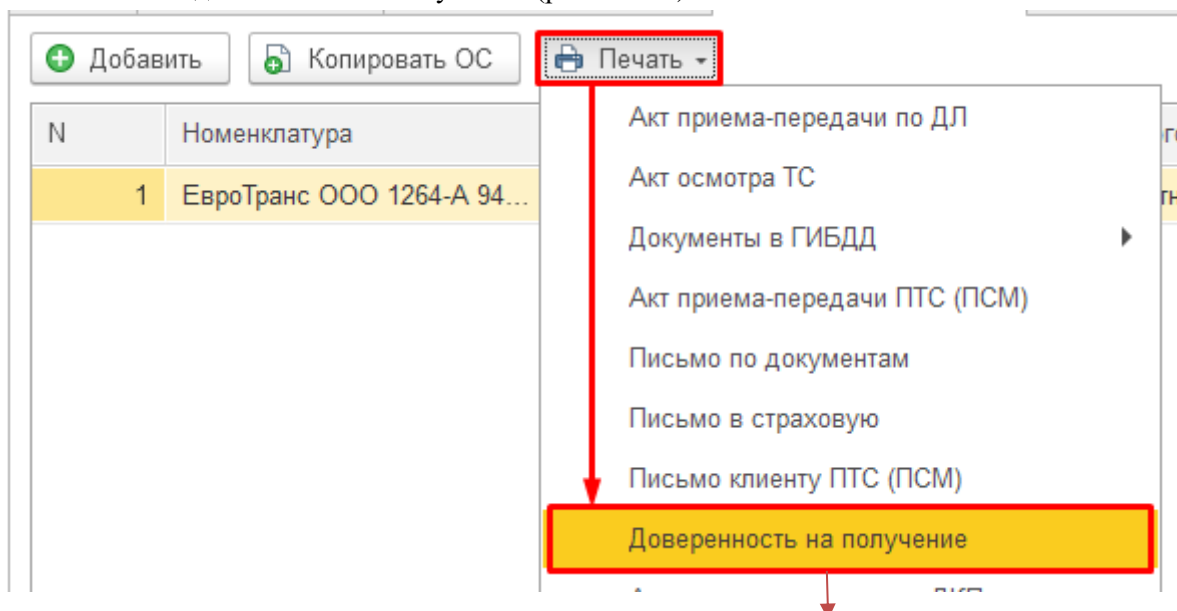 Добавить Копировать ОС Печать
N Номенклатура
1 ЕвроТранс ООО 1264-А 94...
Акт приема-передачи по ДЛ
Акт осмотра ТС
Документы в ГИБДД
Акт приема-передачи ПТС (ПСМ)
Письмо по документам
Письмо в страховую
Письмо клиенту ПТС (ПСМ)
Доверенность на получение